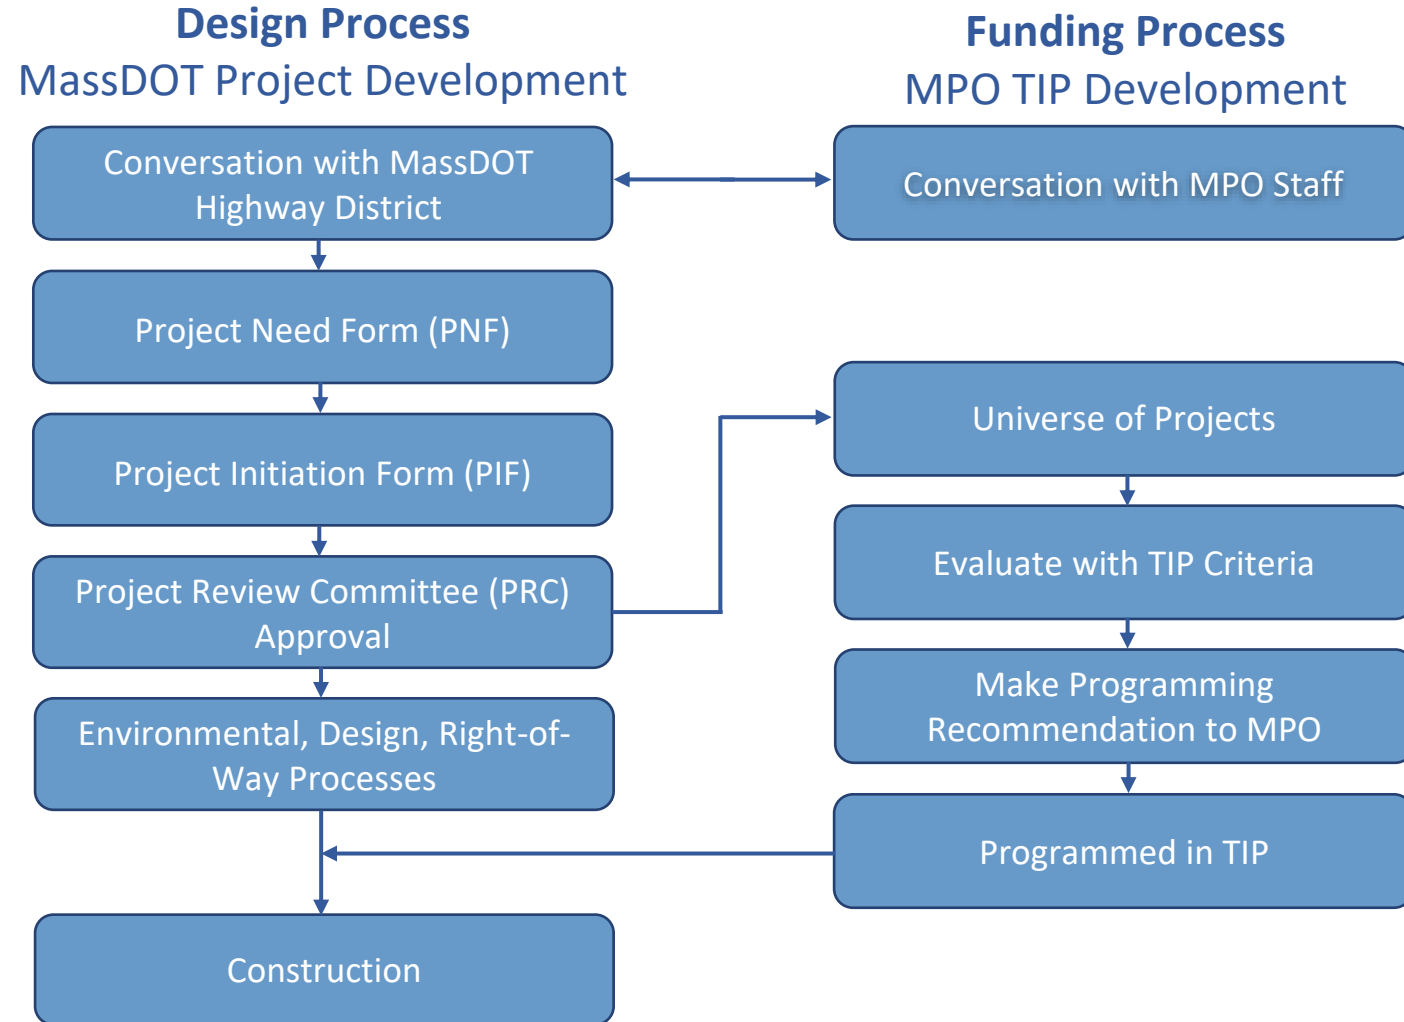 Design Process
MassDOT Project Development
Conversation with MassDOT
Highway District
Project Need Form (PNF)
Project Initiation Form (PIF)
Project Review Committee (PRC)
Approval
Environmental, Design, Right-of-
Way Processes
Construction
Funding Process
MPO TIP Development
Conversation with MPO Staff
Universe of Projects
Evaluate with TIP Criteria
Make Programming
Recommendation to MPO
Programmed in TIP